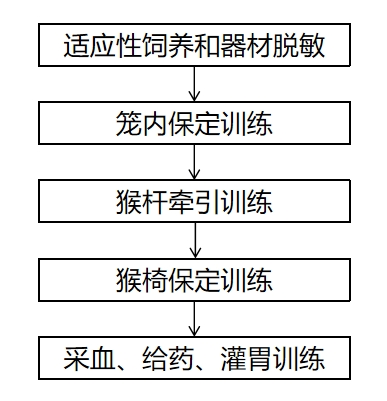 适应性饲养和器材脱敏
笼内保定训练
猴杆牵引训练
猴椅保定训练
采血、给药、灌胃训练